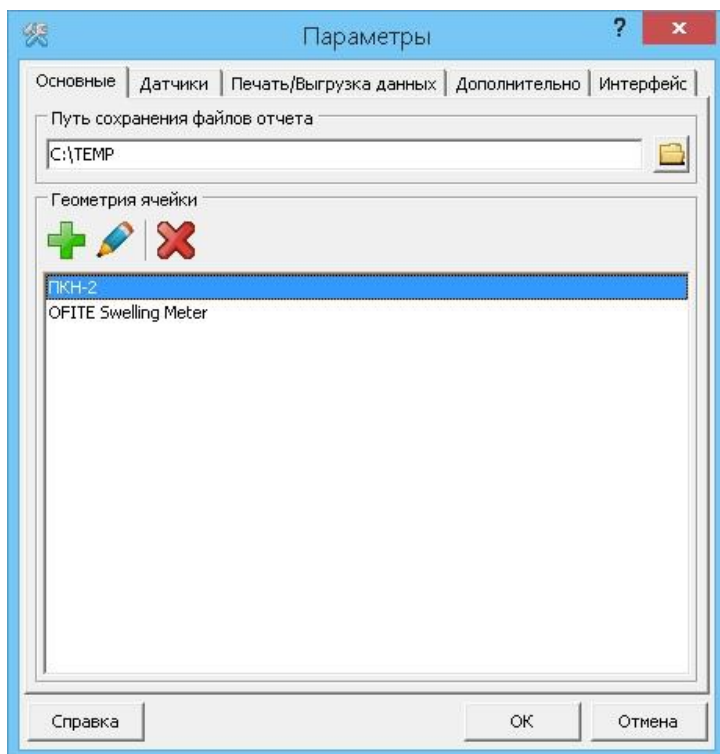 Параметры
?
x
Основные
Датчики
Печать/Выгрузка данных
Дополнительно
Интерфейс
Путь сохранения файлов отчета
C:\TEMP
Геометрия ячейки
ПКН-2
OFITE Swelling Meter
Справка
ОК
Отмена